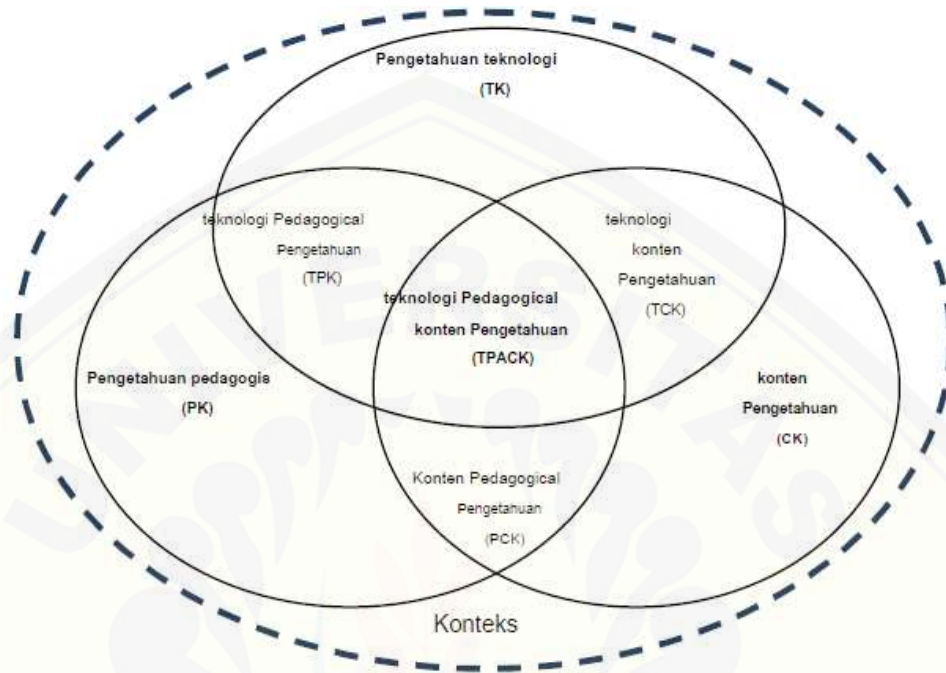 Pengetahuan teknologi
(TK)
teknologi Pedagogical
Pengetahuan
(TPK)
teknologi
konten
Pengetahuan
(TCK)
teknologi Pedagogical
konten Pengetahuan
(TPACK)
Pengetahuan pedagogis
(PK)
konten
Pengetahuan
(CK)
Konten Pedagogical
Pengetahuan
(PCK)
Konteks
UNIVERSITAS